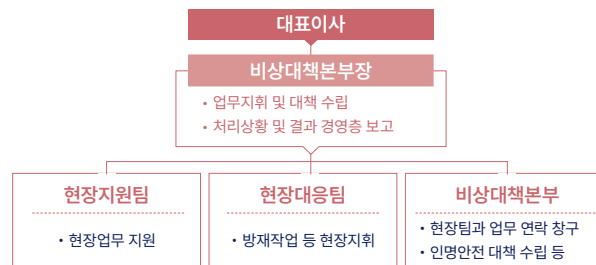 대표이사
비상대책본부장
• 업무지휘 및 대책 수립
• 처리상황 및 결과 경영층 보고
현장지원팀
• 현장업무 지원
현장대응팀
• 방재작업 등 현장지휘
비상대책본부
• 현장팀과 업무 연락 창구
• 인명안전 대책 수립 등